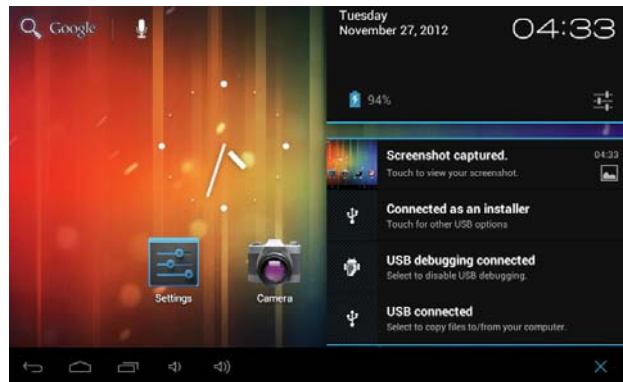 Google
Tuesday
November 27, 2012
04:33
94%
Screenshot captured.
04:33
Touch to view your screenshot.
Connected as an installer
Touch for other USB options
USB debugging connected
Select to disable USB debugging.
USB connected
Select to copy files to/from your computer.
Settings
Camera